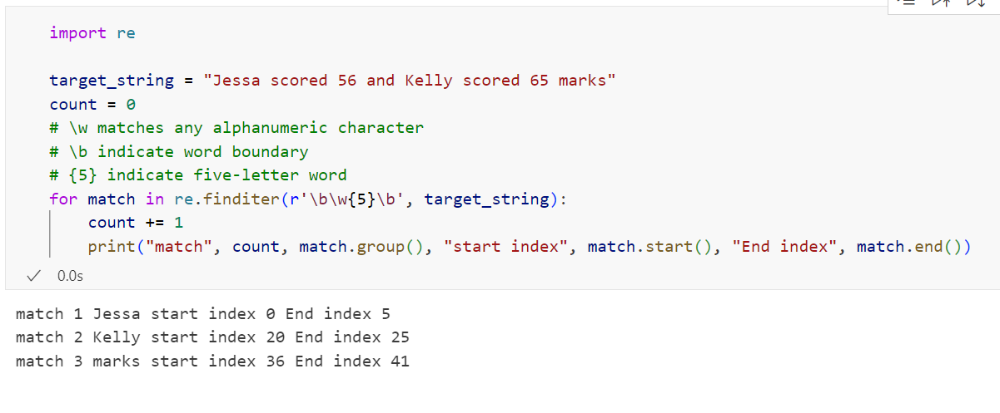 import re
target_string = "Jessa scored 56 and Kelly scored 65 marks"
count = 0
# \w matches any alphanumeric character
# \b indicate word boundary
# {5} indicate five-letter word
for match in re.finditer(r'\b\w{5}\b', target_string):
    count += 1
    print("match", count, match.group(), "start index", match.start(), "End index", match.end())
0.0s
match 1 Jessa start index 0 End index 5
match 2 Kelly start index 20 End index 25
match 3 marks start index 36 End index 41